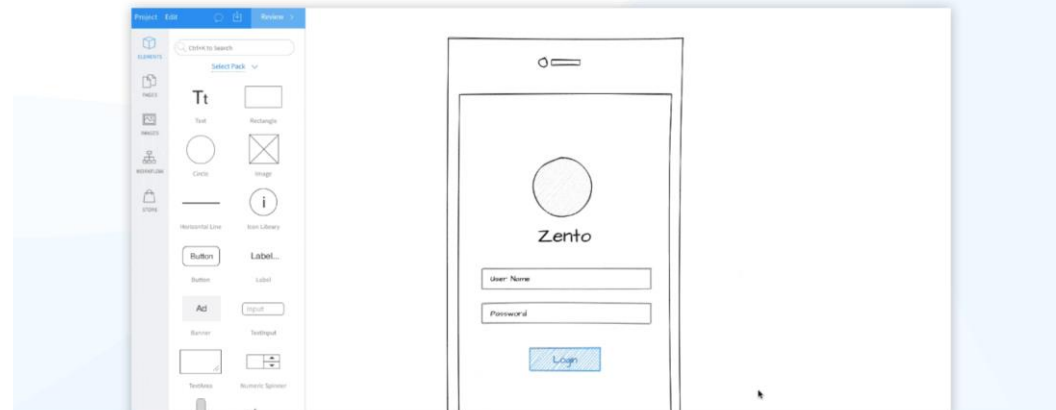 Project Edit Review
Ctrl+K to Search
Select Pack
ELEMENTS
PAGES
IMAGES
WORKFLOW
STORE
Tt
Text Rectangle
Circle Image
i
Horizontal Line Icon Library
Button Label...
Button Label
Ad Input
Banner TextInput
TextArea Numeric Spinner
Zento
User Name
Password
Login